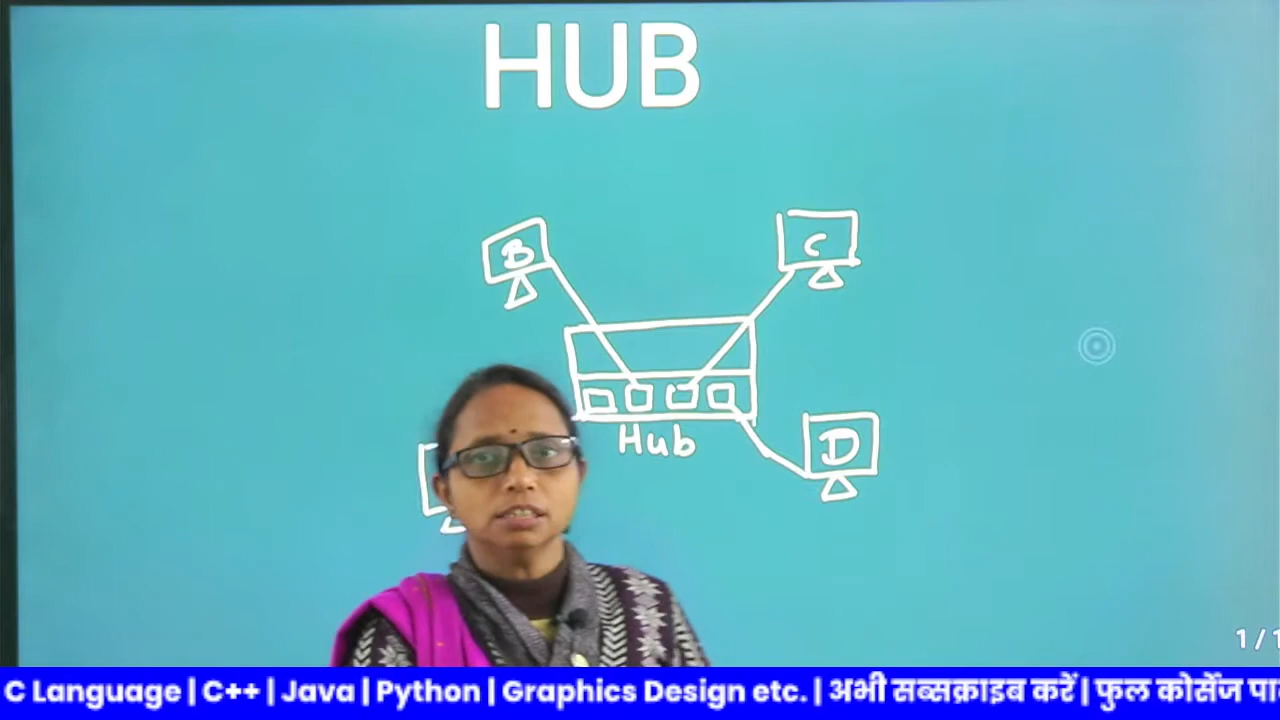 HUB
B
C
Hub
D
1/1
C Language | C++ | Java | Python | Graphics Design etc. | अभी सब्सक्राइब करें | फुल कोर्सेज